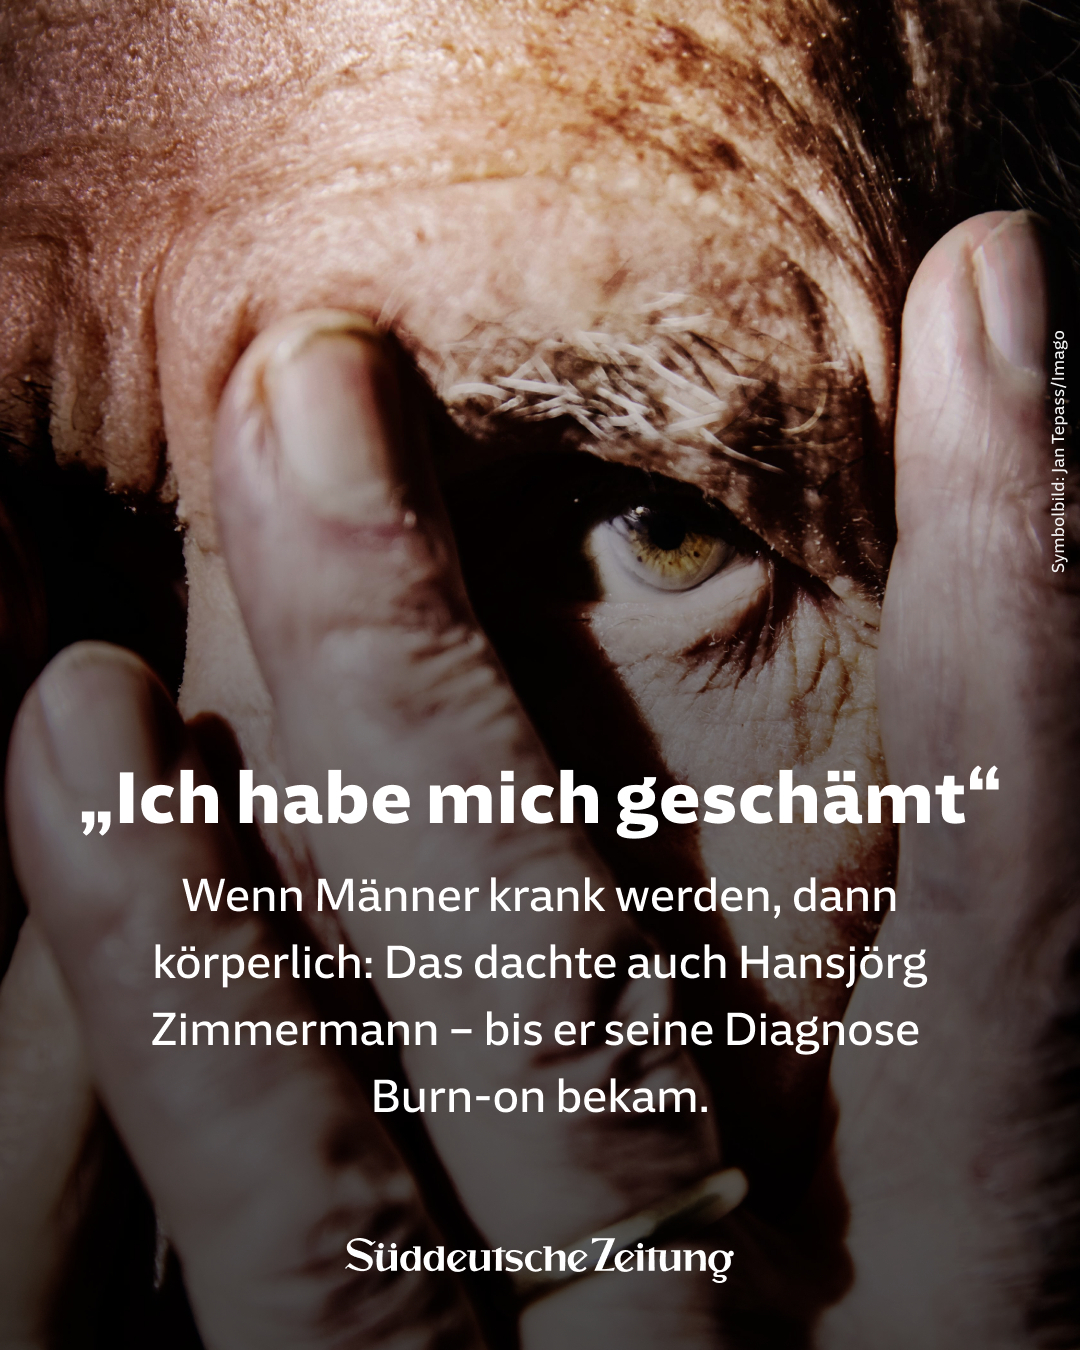 Symbolbild: Jan Tepass/Imago
„Ich habe mich geschämt“
Wenn Männer krank werden, dann
körperlich: Das dachte auch Hansjörg
Zimmermann – bis er seine Diagnose
Burn-on bekam.
Süddeutsche Zeitung